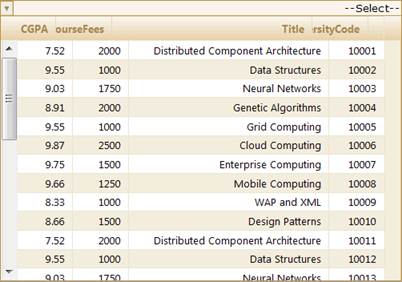 --Select--
CGPA ourseFees Title rsityCode
7.52 2000 Distributed Component Architecture 10001
9.55 1000 Data Structures 10002
9.03 1750 Neural Networks 10003
8.91 2000 Genetic Algorithms 10004
9.55 1000 Grid Computing 10005
9.87 2500 Cloud Computing 10006
9.75 1500 Enterprise Computing 10007
9.66 1250 Mobile Computing 10008
8.33 1000 WAP and XML 10009
8.66 1500 Design Patterns 10010
7.52 2000 Distributed Component Architecture 10011
9.55 1000 Data Structures 10012
9.03 1750 Neural Networks 10013